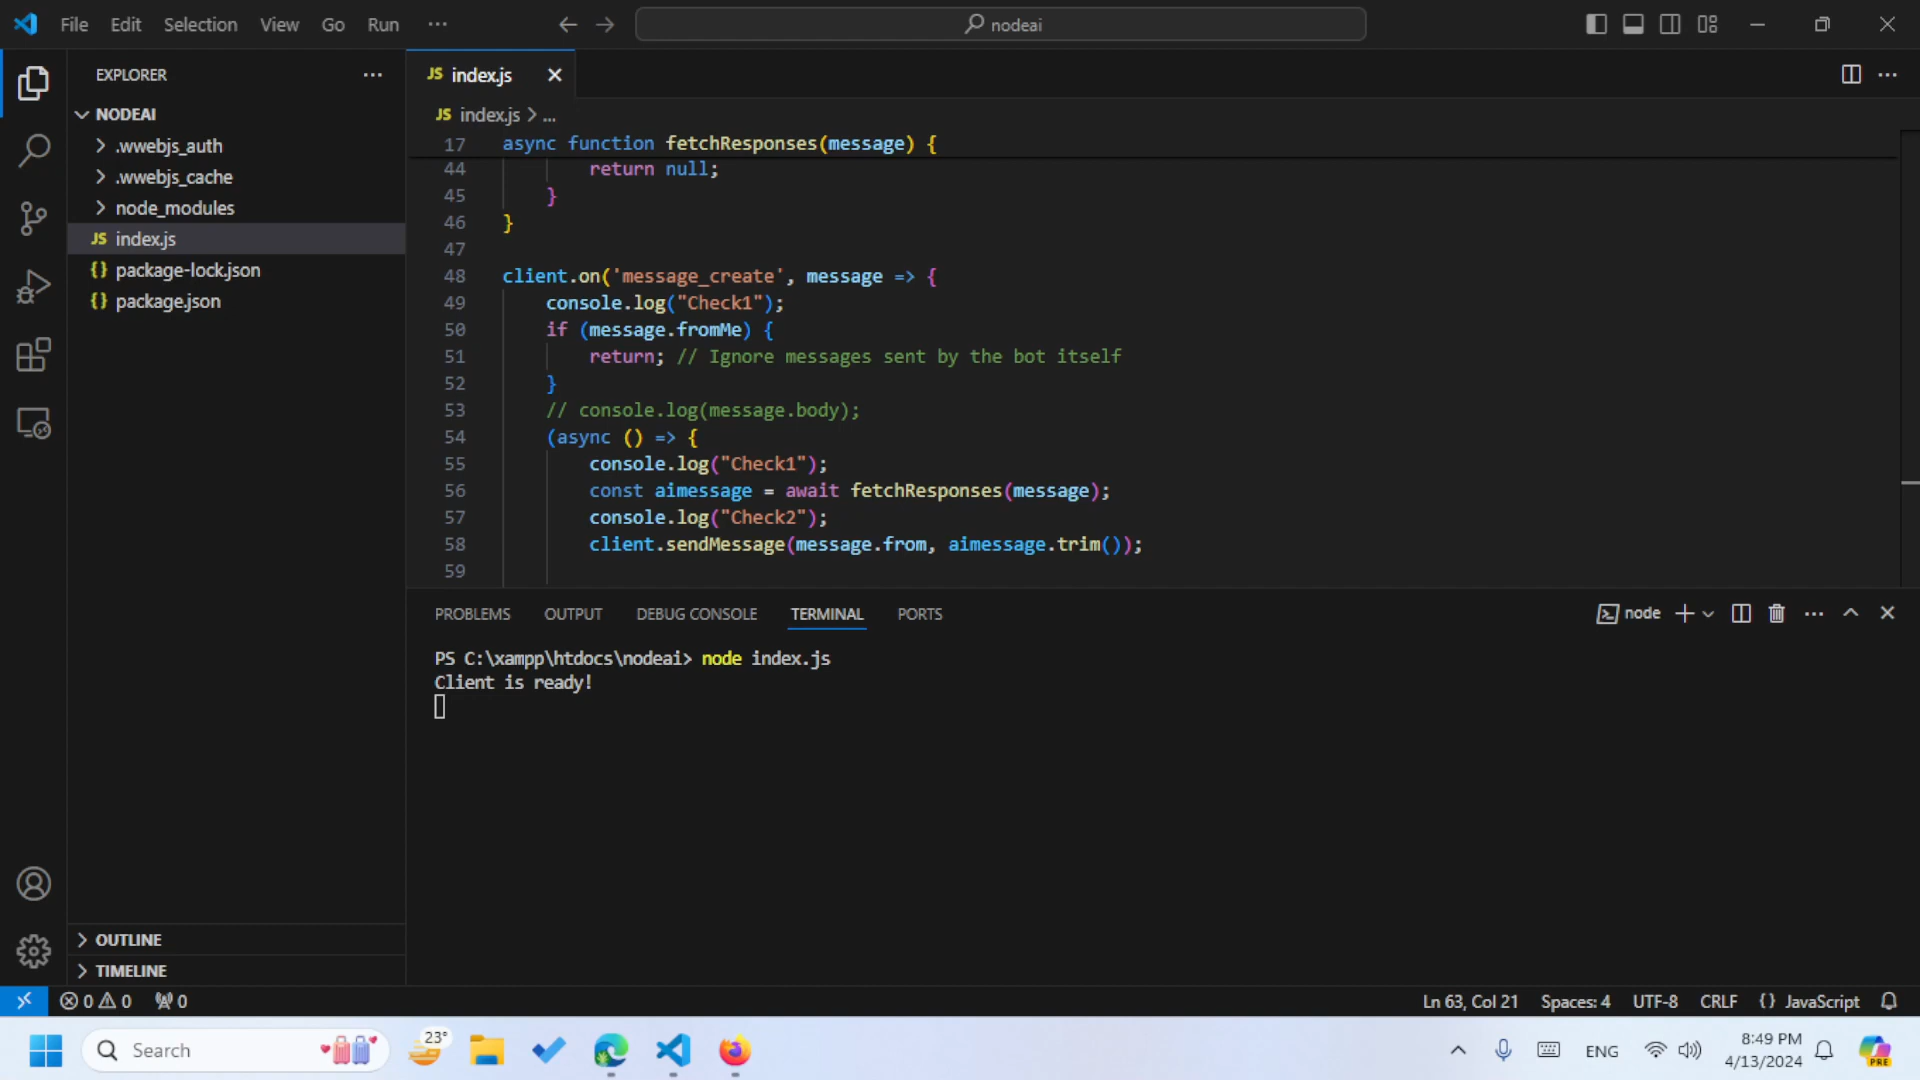 File Edit Selection View Go Run ··· nodeai
EXPLORER ···
NODEAI
.wwebjs_auth
.wwebjs_cache
node_modules
JS index.js
{} package-lock.json
{} package.json
OUTLINE
TIMELINE
JS index.js
JS index.js > ...
17 async function fetchResponses(message) {
44 return null;
45 }
46 }
47
48 client.on('message_create', message => {
49 console.log("Check1");
50 if (message.fromMe) {
51 return; // Ignore messages sent by the bot itself
52 }
53 // console.log(message.body);
54 (async () => {
55 console.log("Check1");
56 const aimessage = await fetchResponses(message);
57 console.log("Check2");
58 client.sendMessage(message.from, aimessage.trim());
59
PROBLEMS OUTPUT DEBUG CONSOLE TERMINAL PORTS node
PS C:\xampp\htdocs\nodeai> node index.js
Client is ready!
0 0 0 Ln 63, Col 21 Spaces: 4 UTF-8 CRLF {} JavaScript
Search 23° ENG 8:49 PM
4/13/2024
PRE